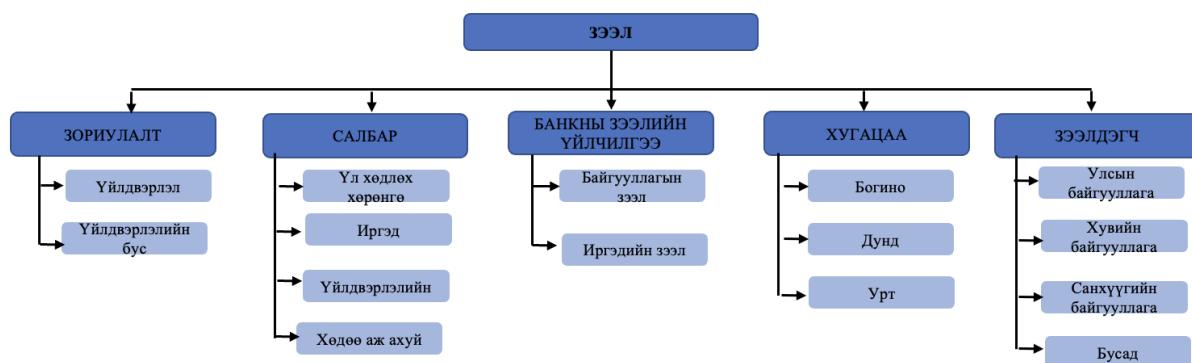 ЗЭЭЛ
ЗОРИУЛАЛТ
Үйлдвэрлэл
Үйлдвэрлэлийн
бус
САЛБАР
Үл хөдлөх
хөрөнгө
Иргэд
Үйлдвэрлэлийн
Хөдөө аж ахуй
БАНКНЫ ЗЭЭЛИЙН
ҮЙЛЧИЛГЭЭ
Байгууллагын
зээл
Иргэдийн зээл
ХУГАЦАА
Богино
Дунд
Урт
ЗЭЭЛДЭГЧ
Улсын
байгууллага
Хувийн
байгууллага
Санхүүгийн
байгууллага
Бусад